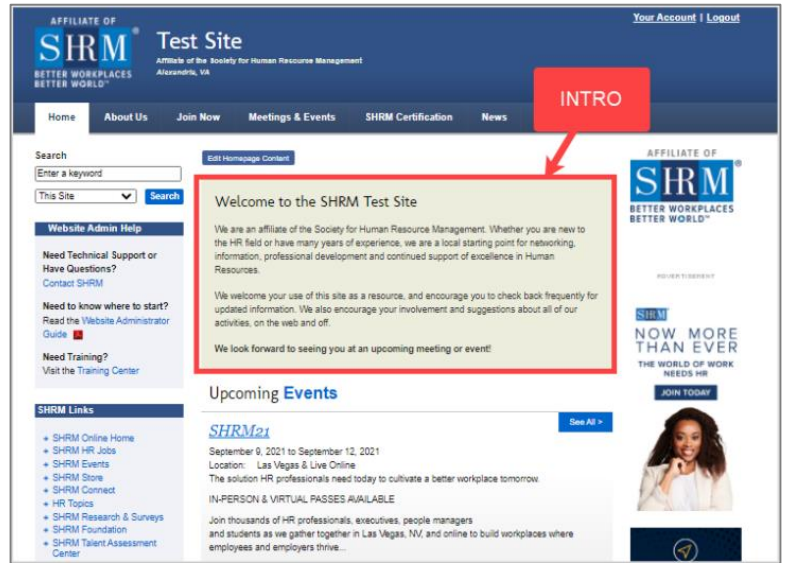 Your Account | Logout
AFFILIATE OF
SHRM®
BETTER WORKPLACES
BETTER WORLD™
Test Site
Affiliate of the Society for Human Resource Management
Alexandria, VA
INTRO
Home About Us Join Now Meetings & Events SHRM Certification News
Search
Enter a keyword
This Site Search
Website Admin Help
Need Technical Support or
Have Questions?
Contact SHRM
Need to know where to start?
Read the Website Administrator
Guide
Need Training?
Visit the Training Center
SHRM Links
SHRM Online Home
SHRM HR Jobs
SHRM Events
SHRM Store
SHRM Connect
HR Topics
SHRM Research & Surveys
SHRM Foundation
SHRM Talent Assessment
Center
Edit Homepage Content
Welcome to the SHRM Test Site
We are an affiliate of the Society for Human Resource Management. Whether you are new to
the HR field or have many years of experience, we are a local starting point for networking,
information, professional development and continued support of excellence in Human
Resources.
We welcome your use of this site as a resource, and encourage you to check back frequently for
updated information. We also encourage your involvement and suggestions about all of our
activities, on the web and off.
We look forward to seeing you at an upcoming meeting or event!
Upcoming Events
See All >
SHRM21
September 9, 2021 to September 12, 2021
Location: Las Vegas & Live Online
The solution HR professionals need today to cultivate a better workplace tomorrow.
IN-PERSON & VIRTUAL PASSES AVAILABLE
Join thousands of HR professionals, executives, people managers
and students as we gather together in Las Vegas, NV, and online to build workplaces where
employees and employers thrive...
AFFILIATE OF
SHRM®
BETTER WORKPLACES
BETTER WORLD™
ADVERTISEMENT
SHRM
NOW MORE
THAN EVER
THE WORLD OF WORK
NEEDS HR
JOIN TODAY